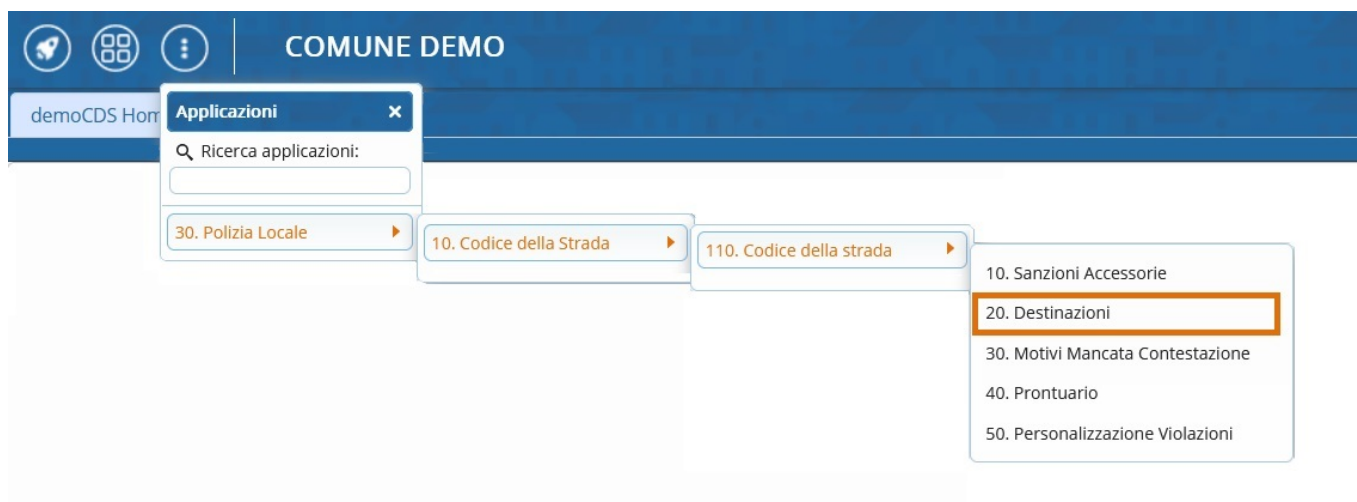 COMUNE DEMO
demoCDS Hom
Applicazioni
Ricerca applicazioni:
30. Polizia Locale
10. Codice della Strada
110. Codice della strada
10. Sanzioni Accessorie
20. Destinazioni
30. Motivi Mancata Contestazione
40. Prontuario
50. Personalizzazione Violazioni